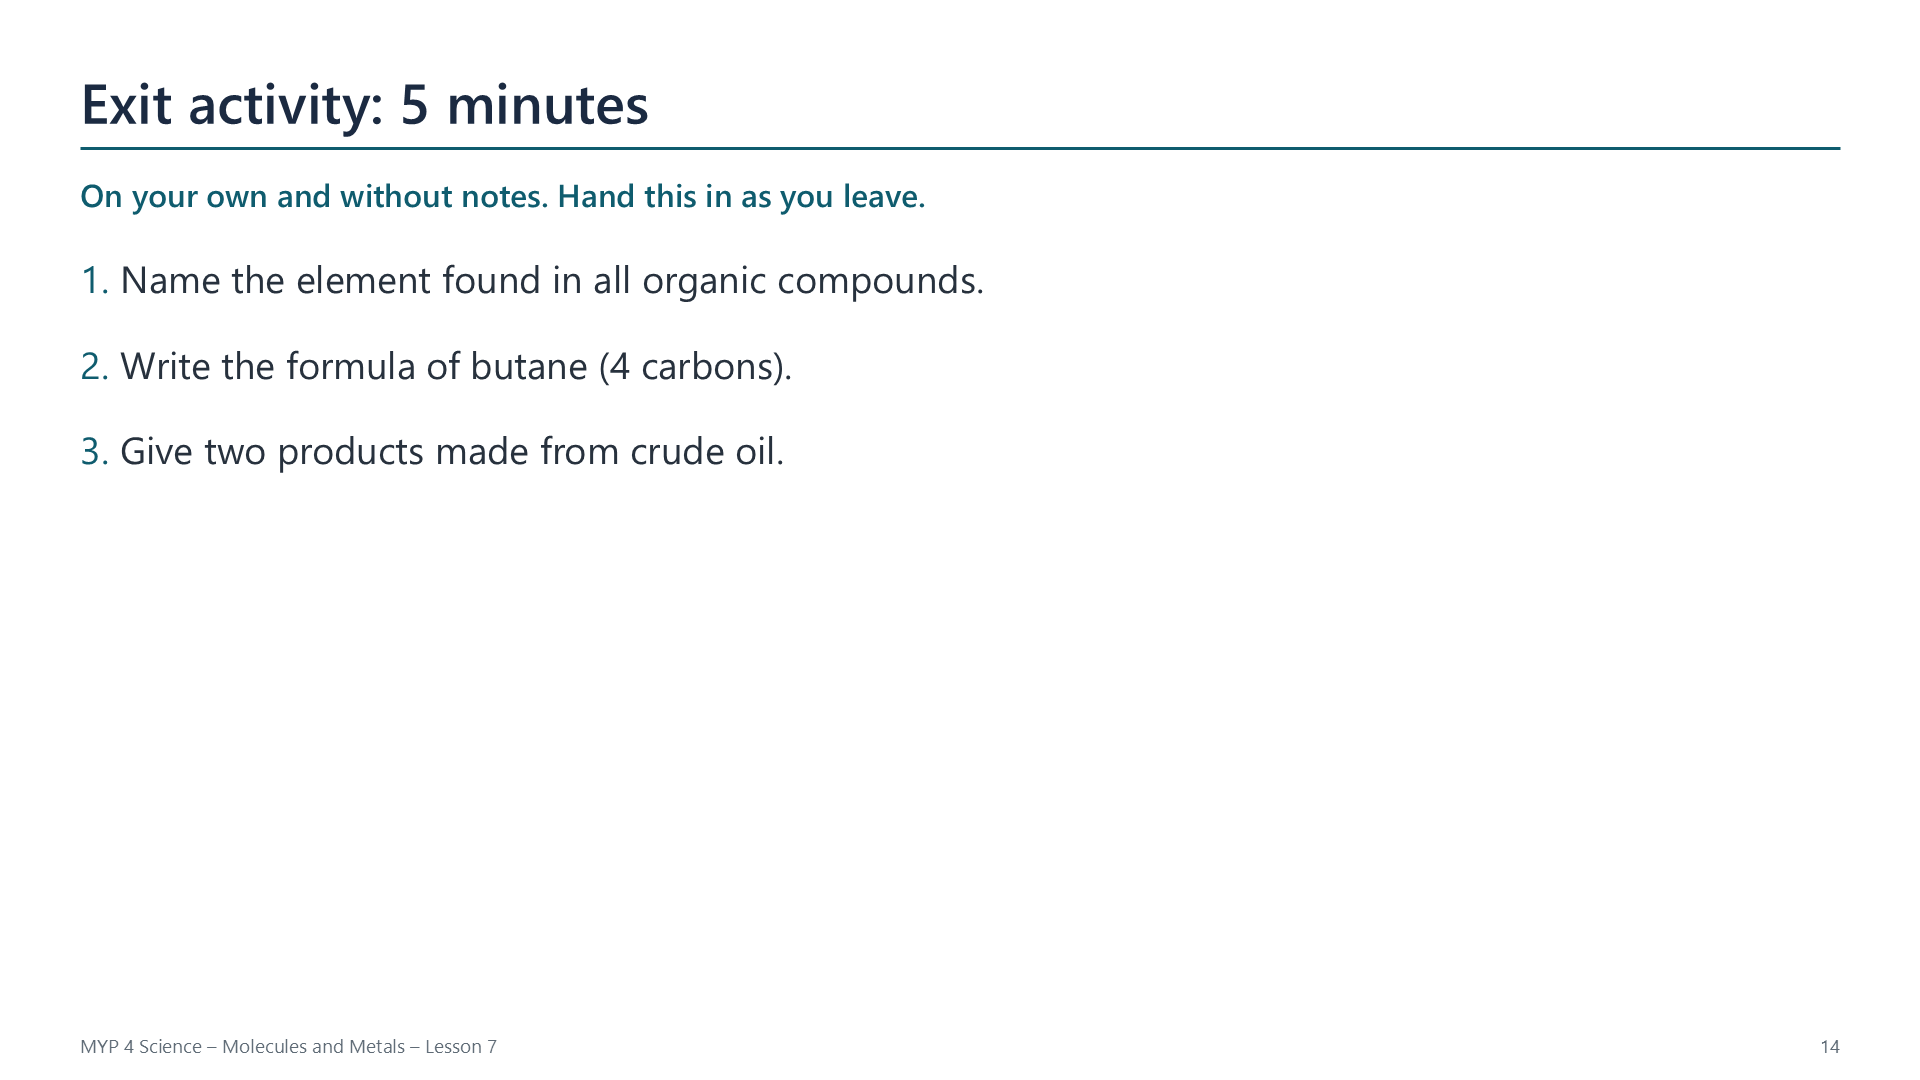 Exit activity: 5 minutes
On your own and without notes. Hand this in as you leave.
1. Name the element found in all organic compounds.
2. Write the formula of butane (4 carbons).
3. Give two products made from crude oil.
MYP 4 Science – Molecules and Metals – Lesson 7
14